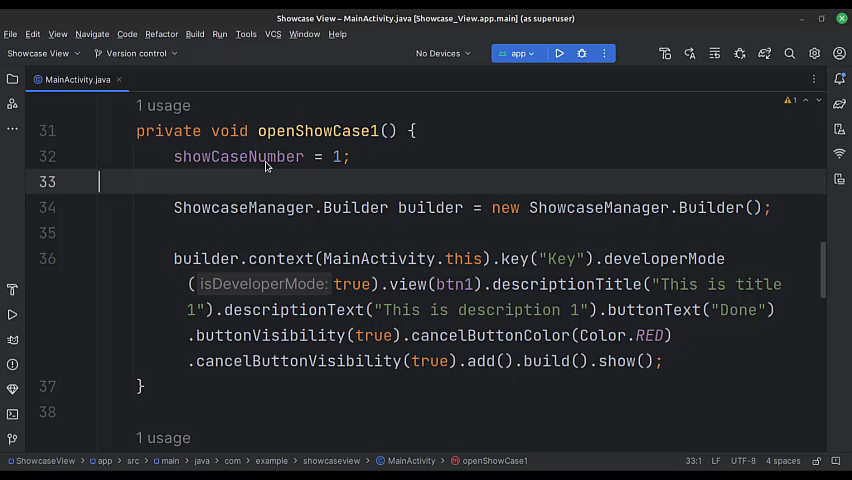 Showcase View – MainActivity.java [Showcase_View.app.main] (as superuser)
File Edit View Navigate Code Refactor Build Run Tools VCS Window Help
Showcase View Version control No Devices app
MainActivity.java
1 usage
31 private void openShowCase1() {
32 showCaseNumber = 1;
33
34 ShowcaseManager.Builder builder = new ShowcaseManager.Builder();
35
36 builder.context(MainActivity.this).key("Key").developerMode
(isDeveloperMode: true).view(btn1).descriptionTitle("This is title
1").descriptionText("This is description 1").buttonText("Done")
.buttonVisibility(true).cancelButtonColor(Color.RED)
.cancelButtonVisibility(true).add().build().show();
37 }
38
1 usage
1
ShowcaseView > app > src > main > java > com > example > showcaseview > MainActivity > openShowCase1 33:1 LF UTF-8 4 spaces